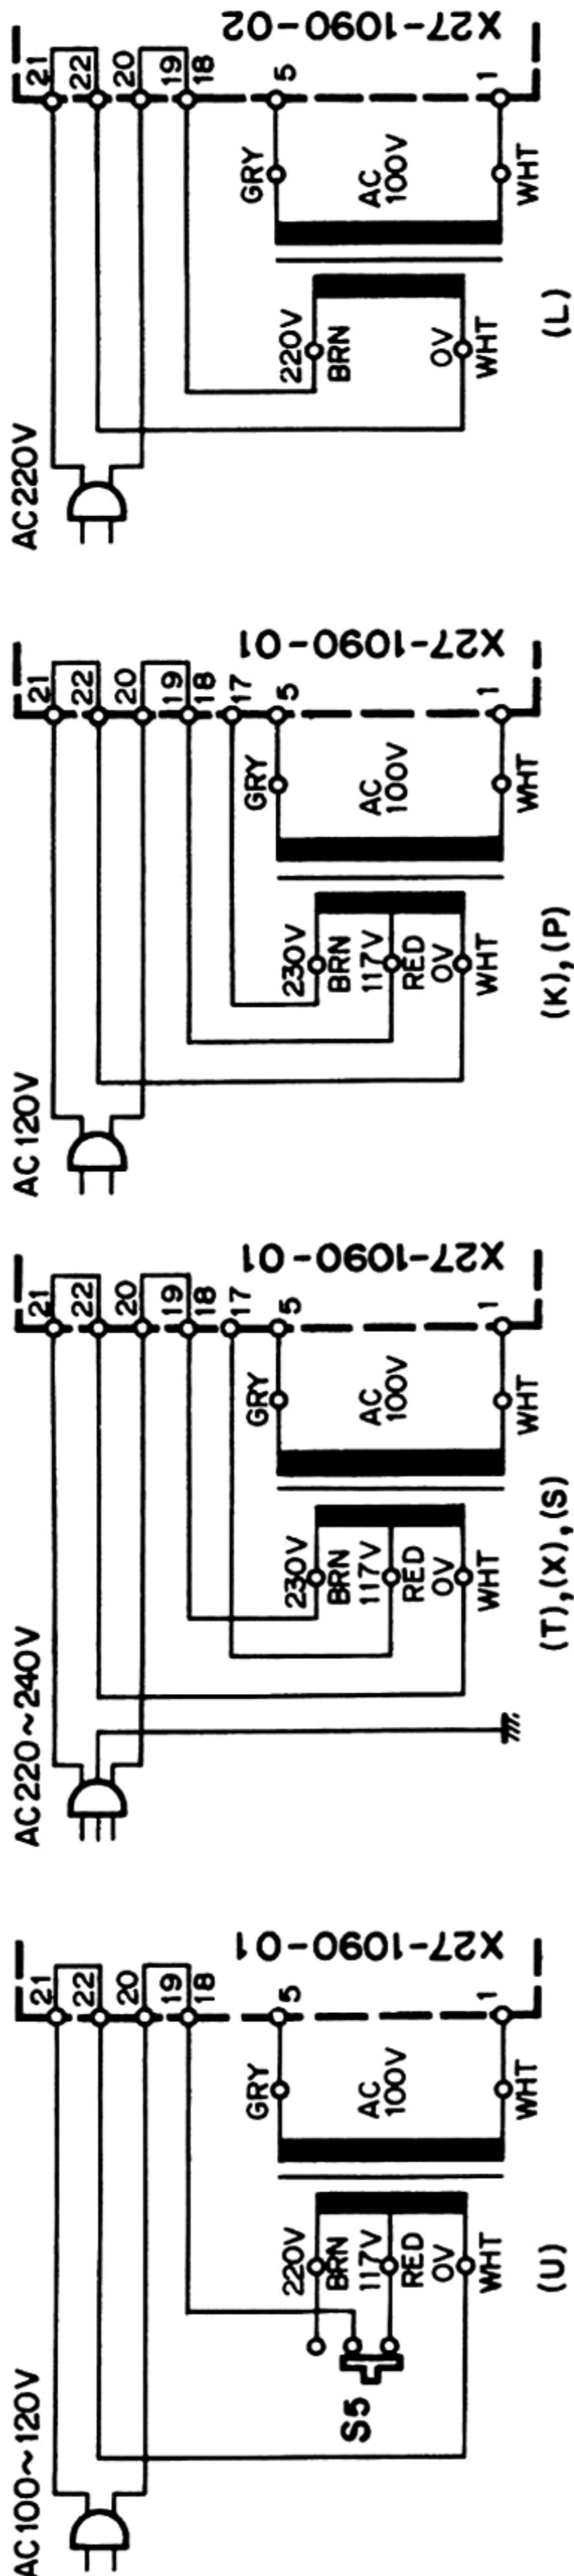 AC220V
21
22
20
19
18
5
1
X27-1090-02
GRY
AC
100V
WHT
220V
BRN
0V
WHT
(L)
AC120V
21
22
20
19
18
17
5
1
X27-1090-01
GRY
AC
100V
WHT
230V
BRN
117V
RED
0V
WHT
(K),(P)
AC220~240V
21
22
20
19
18
17
5
1
X27-1090-01
GRY
AC
100V
WHT
230V
BRN
117V
RED
0V
WHT
(T),(X),(S)
AC100~120V
21
22
20
19
18
5
1
X27-1090-01
GRY
AC
100V
WHT
220V
BRN
117V
RED
0V
WHT
S5
(U)